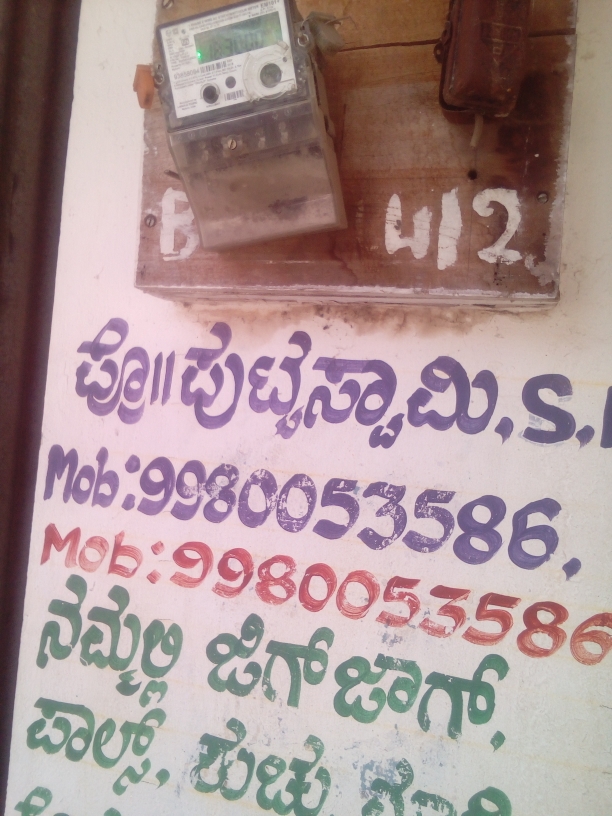 B 412
ಪ್ರೊ|| ಪುಟ್ಟಸ್ವಾಮಿ. S.
Mob: 9980053586.
Mob: 9980053586
ನಮ್ಮಲ್ಲಿ ಜಿಗ್ ಜಾಗ್,
ಫಾಲ್ಸ್, ಕುಚು,